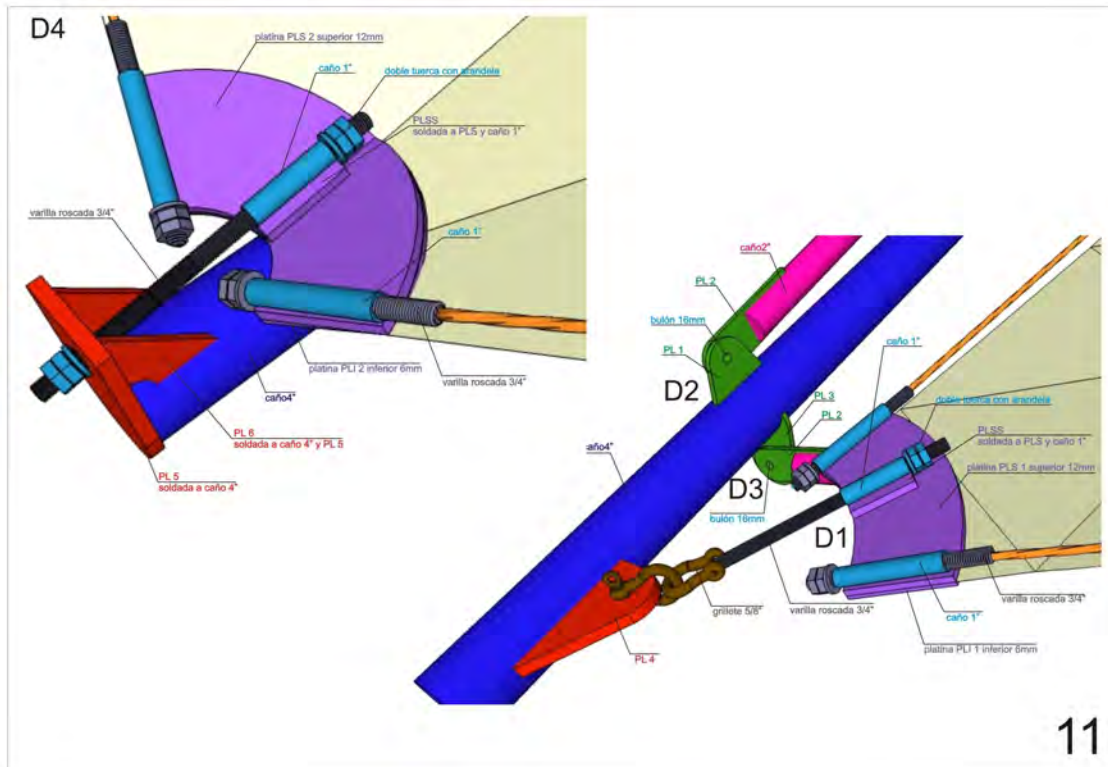 D4
platina PLS 2 superior 12mm
caño 1"
doble tuerca con arandela
PLSS
soldada a PLS y caño 1"
varilla roscada 3/4"
caño 1"
platina PLI 2 inferior 6mm
varilla roscada 3/4"
caño4"
PL 6
soldada a caño 4" y PL 5
PL 5
soldada a caño 4"
caño2"
PL 2
bulón 16mm
PL 1
D2
caño 1"
PL 3
doble tuerca con arandela
PL 2
PLSS
soldada a PLS y caño 1"
caño4"
platina PLS 1 superior 12mm
D3
bulón 16mm
D1
grillete 5/8"
varilla roscada 3/4"
caño 1"
varilla roscada 3/4"
PL 4
platina PLI 1 inferior 6mm
11